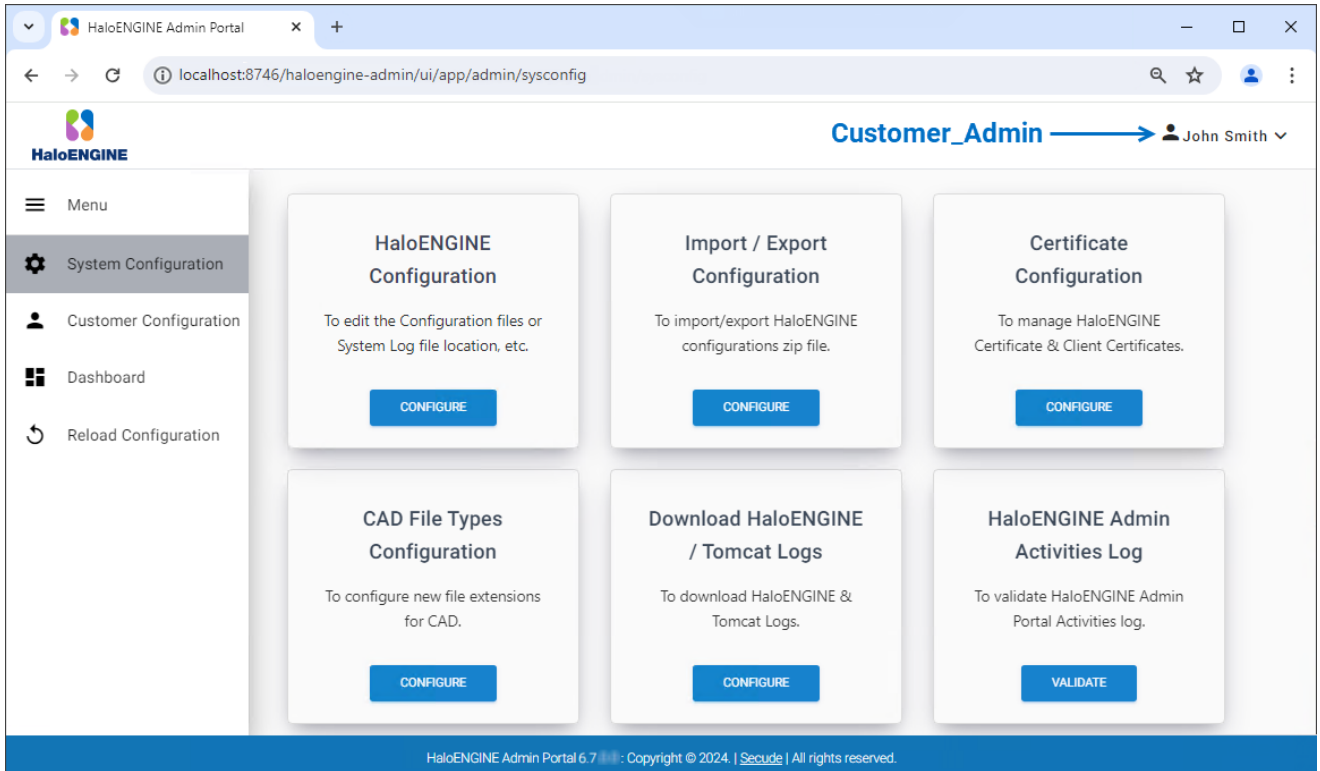 HaloENGINE Admin Portal
localhost:8746/haloengine-admin/ui/app/admin/sysconfig
HaloENGINE
Customer_Admin
John Smith
Menu
System Configuration
Customer Configuration
Dashboard
Reload Configuration
HaloENGINE
Configuration
To edit the Configuration files or
System Log file location, etc.
CONFIGURE
Import / Export
Configuration
To import/export HaloENGINE
configurations zip file.
CONFIGURE
Certificate
Configuration
To manage HaloENGINE
Certificate & Client Certificates.
CONFIGURE
CAD File Types
Configuration
To configure new file extensions
for CAD.
CONFIGURE
Download HaloENGINE
/ Tomcat Logs
To download HaloENGINE &
Tomcat Logs.
CONFIGURE
HaloENGINE Admin
Activities Log
To validate HaloENGINE Admin
Portal Activities log.
VALIDATE
HaloENGINE Admin Portal 6.7 : Copyright © 2024. | Secude | All rights reserved.